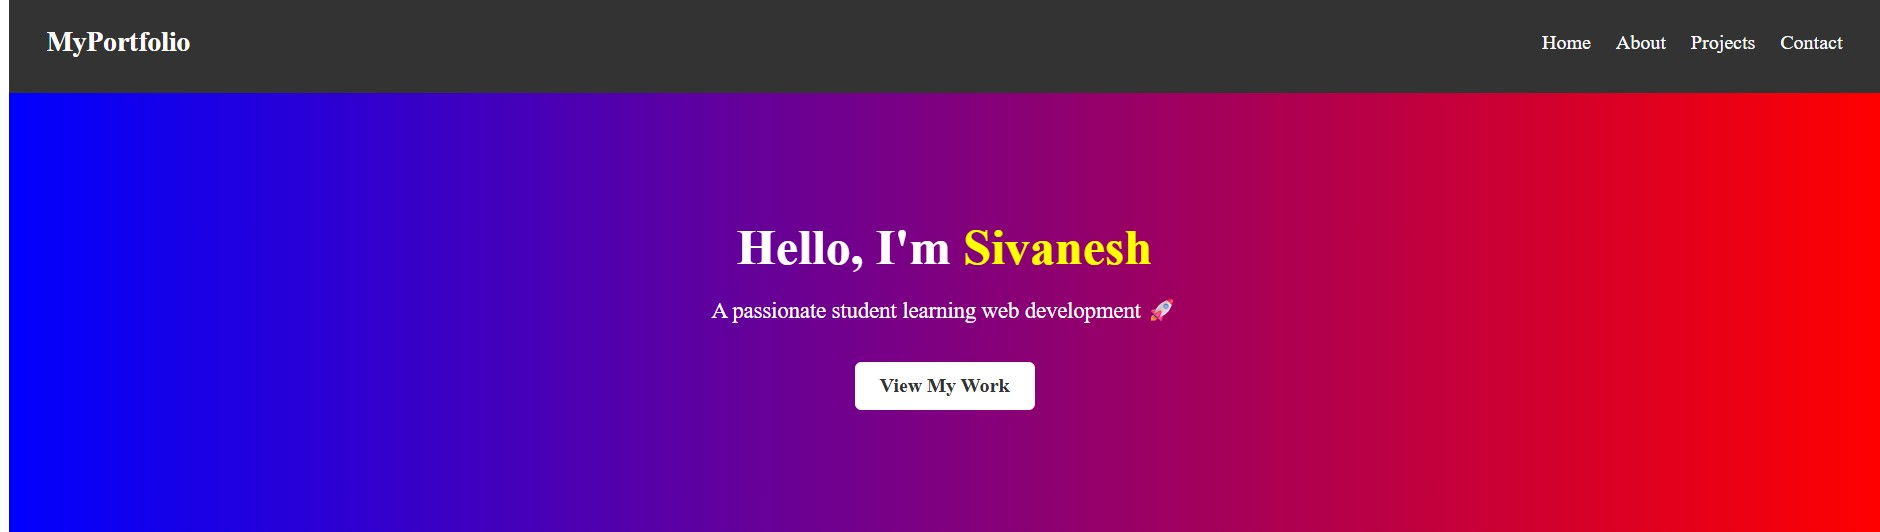 MyPortfolio
Home About Projects Contact
Hello, I'm Sivanesh
A passionate student learning web development 🚀
View My Work